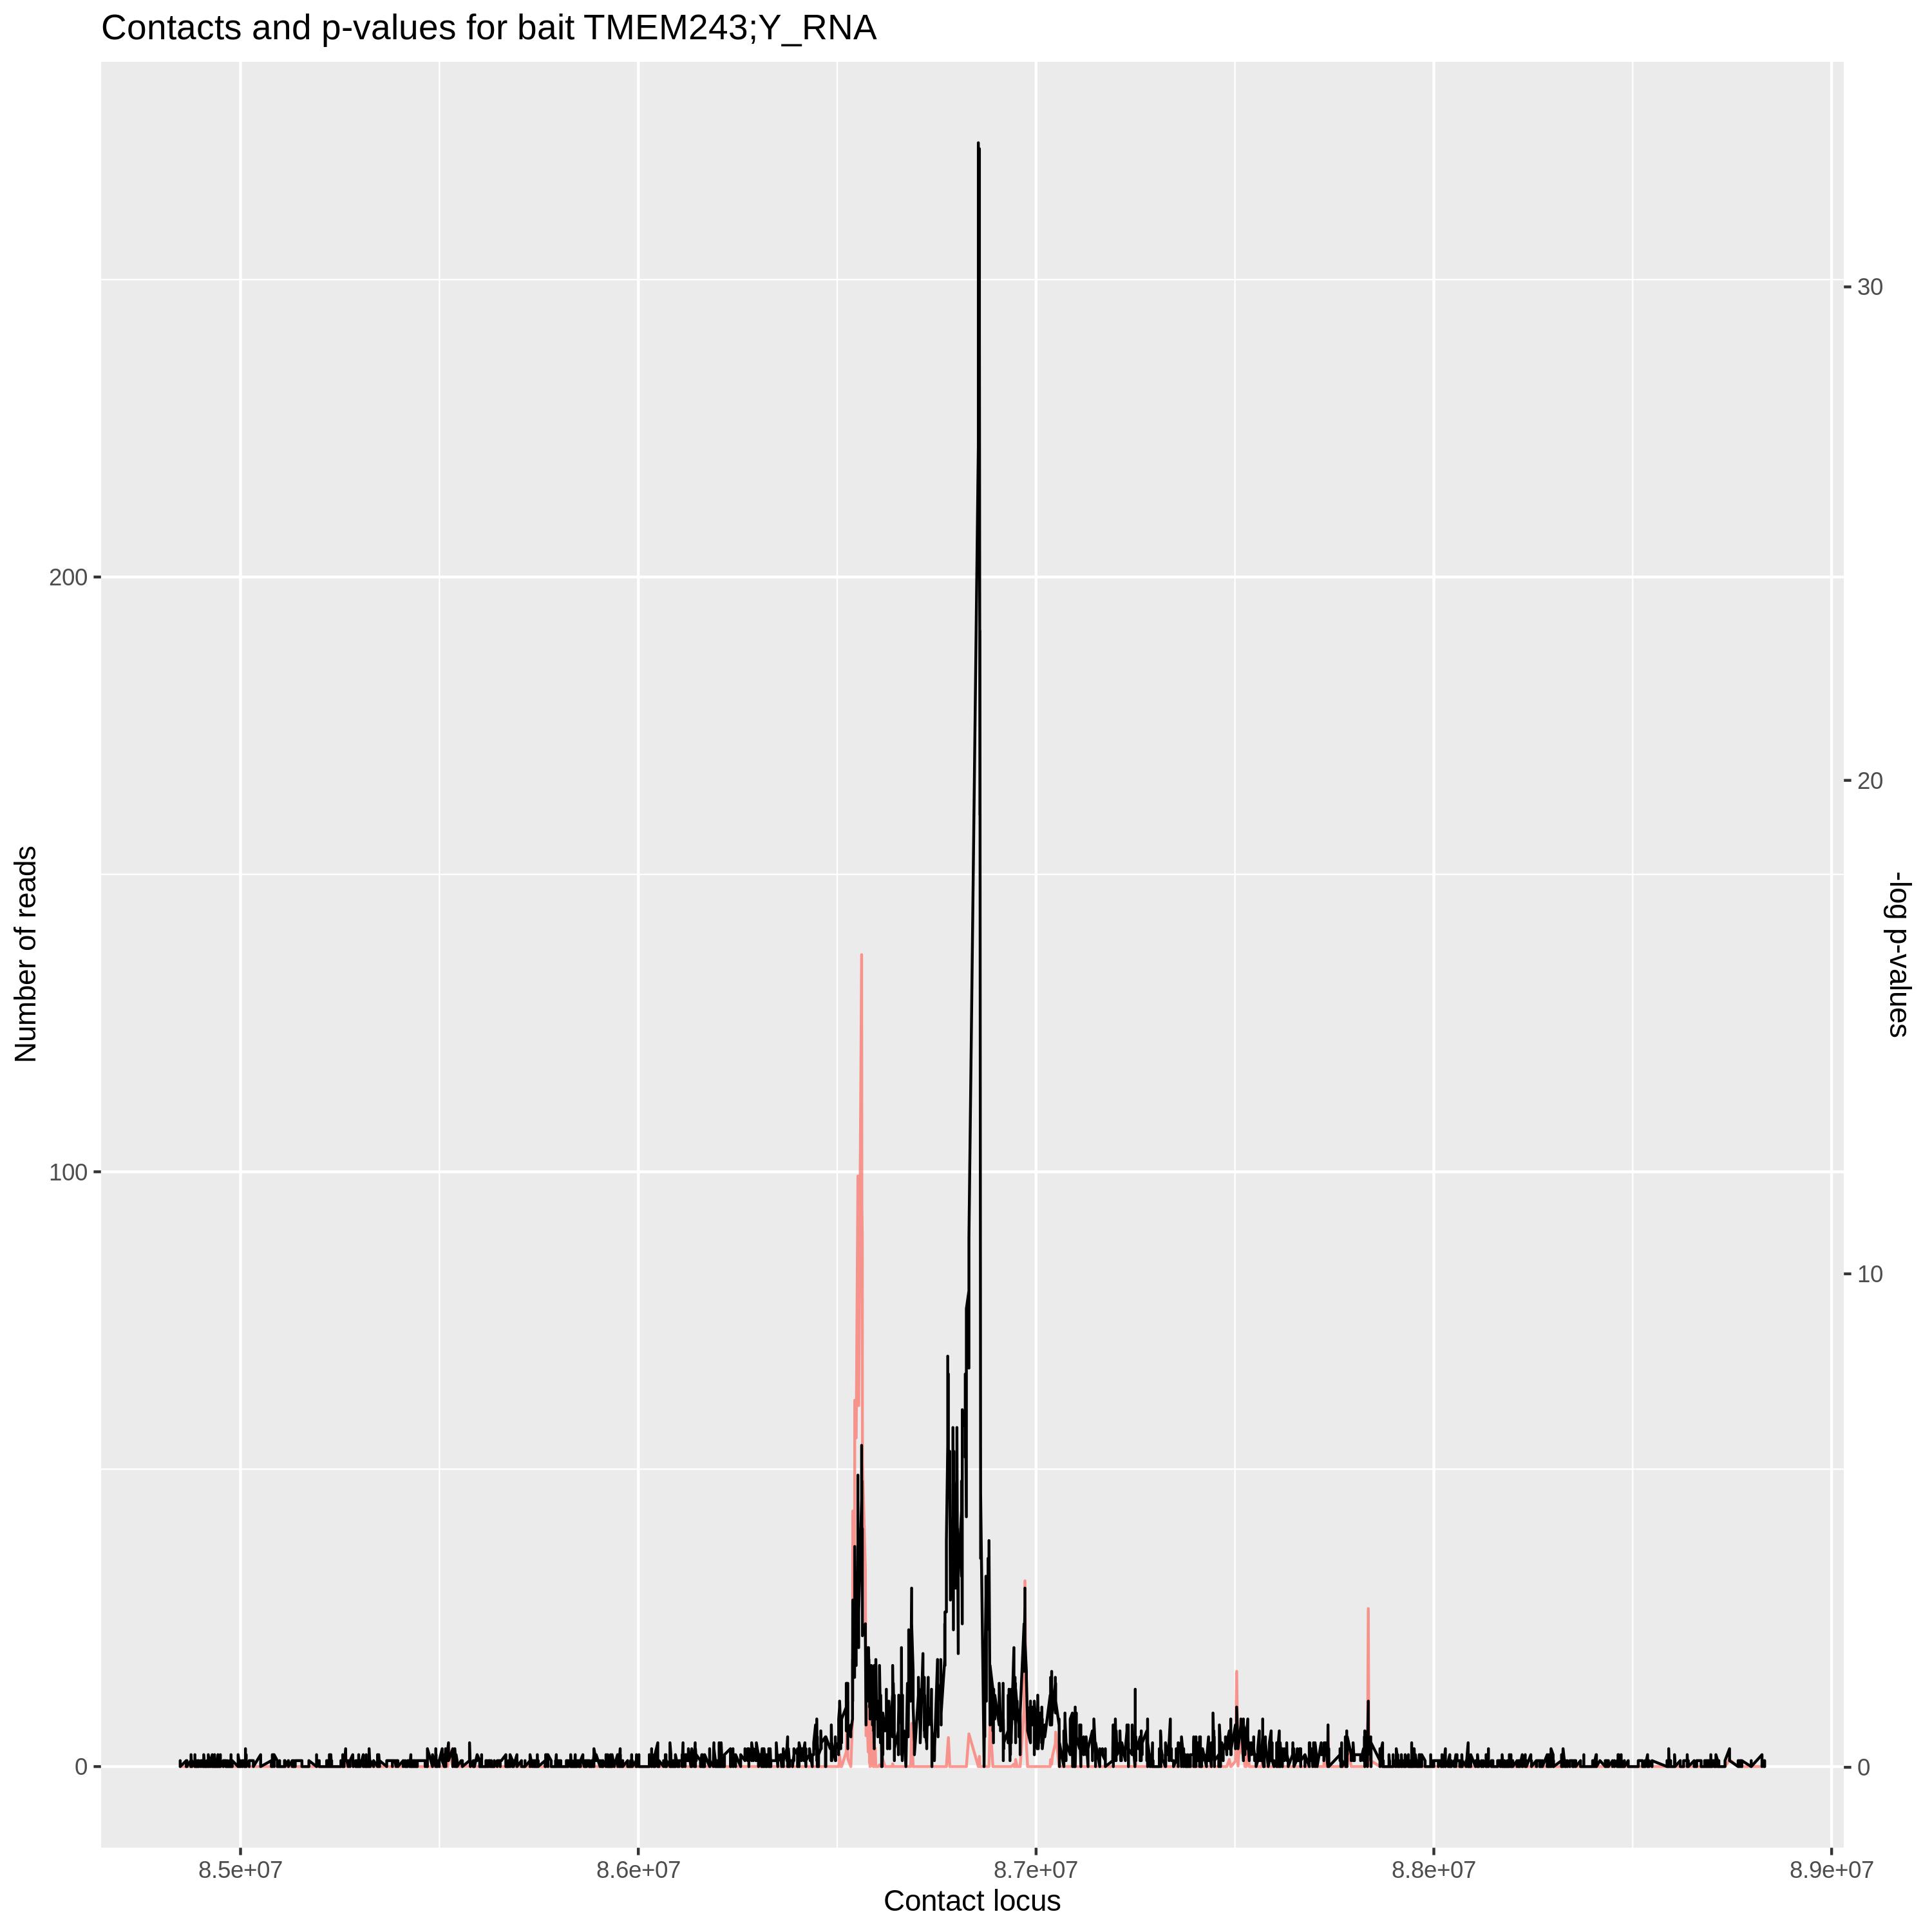 Contacts and p-values for bait TMEM243;Y_RNA
Number of reads
200
100
0
30
20
10
0
-log p-values
8.5e+07 8.6e+07 8.7e+07 8.8e+07 8.9e+07
Contact locus